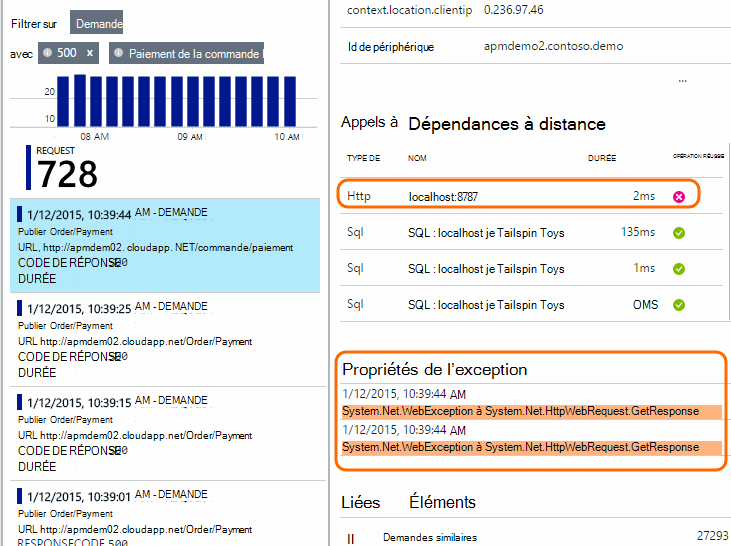 Filtrer sur Demande
avec 500 x Paiement de la commande
20
10
08 AM 09 AM 10 AM
REQUEST
728
1/12/2015, 10:39:44 AM - DEMANDE
Publier Order/Payment
URL, http://apmdem02. cloudapp. NET/commande/paiement
CODE DE RÉPONSE 500
DURÉE
1/12/2015, 10:39:25 AM - DEMANDE
Publier Order/Payment
URL http://apmdem02.cloudapp.net/Order/Payment
CODE DE RÉPONSE 500
DURÉE
1/12/2015, 10:39:15 AM - DEMANDE
Publier Order/Payment
URL http://apmdem02.cloudapp.net/Order/Payment
CODE DE RÉPONSE 500
DURÉE
1/12/2015, 10:39:01 AM - DEMANDE
Publier Order/Payment
URL http://apmdem02.cloudapp.net/Order/Payment
RESPONSECODE 500
context.location.clientip 0.236.97.46
Id de périphérique apmdemo2.contoso.demo
...
Appels à Dépendances à distance
TYPE DE NOM DURÉE OPÉRATION RÉUSSIE
Http localhost:8787 2ms
Sql SQL : localhost je Tailspin Toys 135ms
Sql SQL : localhost je Tailspin Toys 1ms
Sql SQL : localhost je Tailspin Toys OMS
Propriétés de l'exception
1/12/2015, 10:39:44 AM
System.Net.WebException à System.Net.HttpWebRequest.GetResponse
1/12/2015, 10:39:44 AM
System.Net.WebException à System.Net.HttpWebRequest.GetResponse
Liées Éléments
Demandes similaires 27293